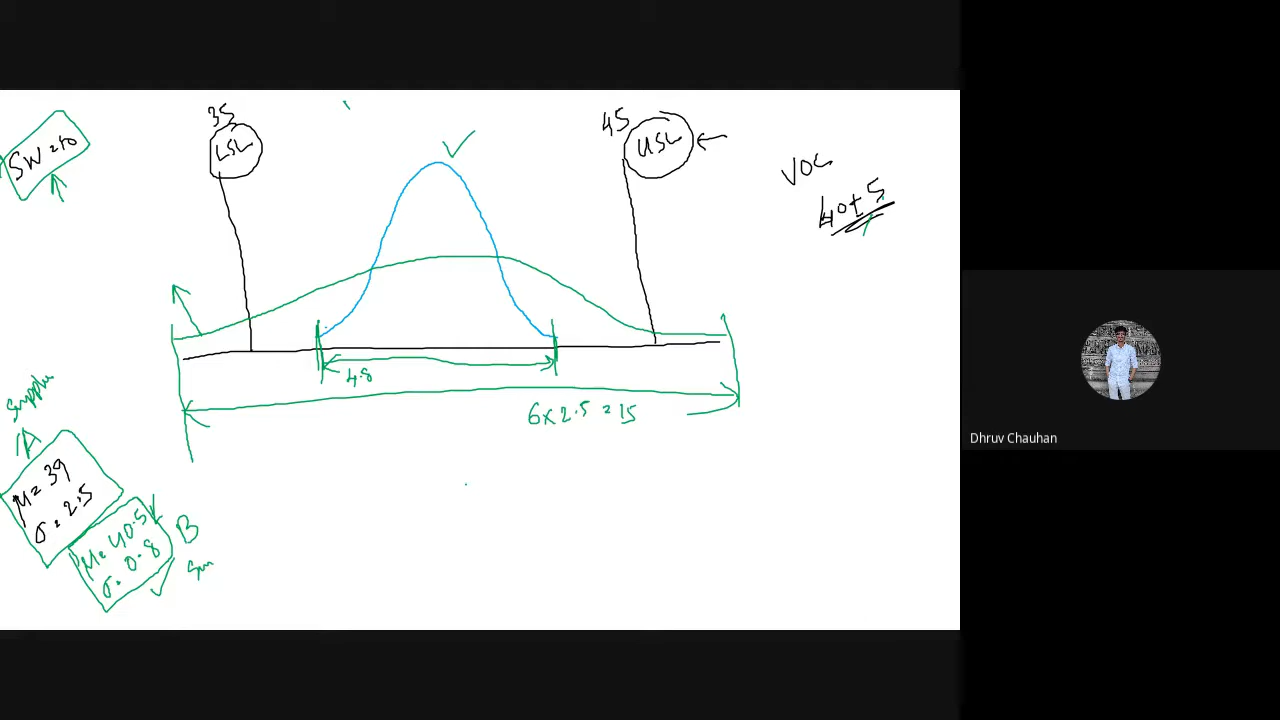 35
LSL
45
USL
SW = 10
VOC
40 ± 5
4.8
6 x 2.5 = 15
A
μ = 39
σ = 2.5
B
μ = 40.5
σ = 0.8
Dhruv Chauhan